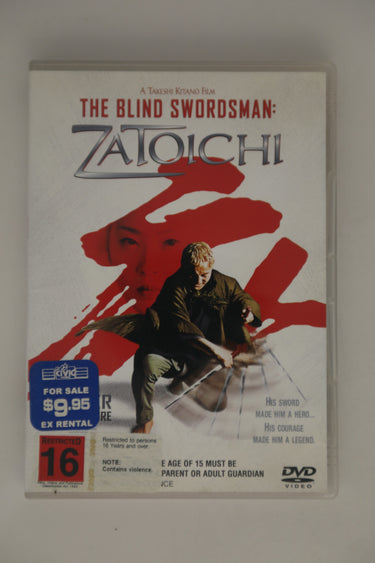 A TAKESHI KITANO FILM
THE BLIND SWORDSMAN:
ZATOICHI
CIVIC
FOR SALE
$9.95
EX RENTAL
HIS SWORD
MADE HIM A HERO...
HIS COURAGE
MADE HIM A LEGEND.
RESTRICTED
16
Restricted to persons
16 Years and over.
NOTE:
Contains violence.
E AGE OF 15 MUST BE
PARENT OR ADULT GUARDIAN
NCE
DVD
VIDEO